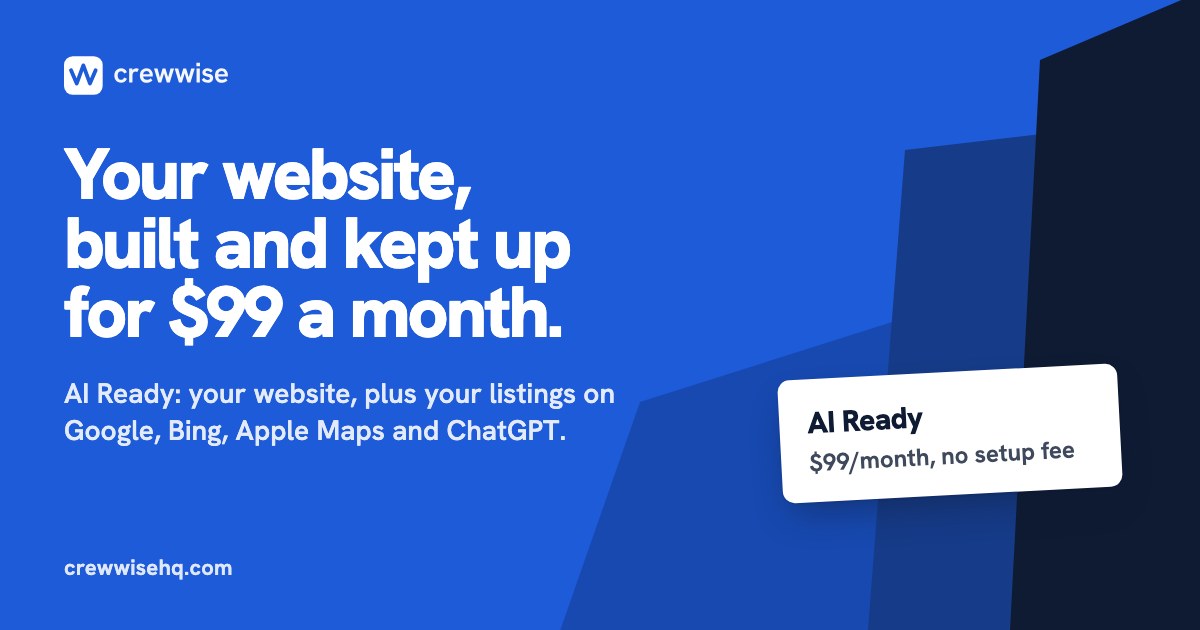 crewwise
Your website,
built and kept up
for $99 a month.
AI Ready: your website, plus your listings on
Google, Bing, Apple Maps and ChatGPT.
AI Ready
$99/month, no setup fee
crewwisehq.com